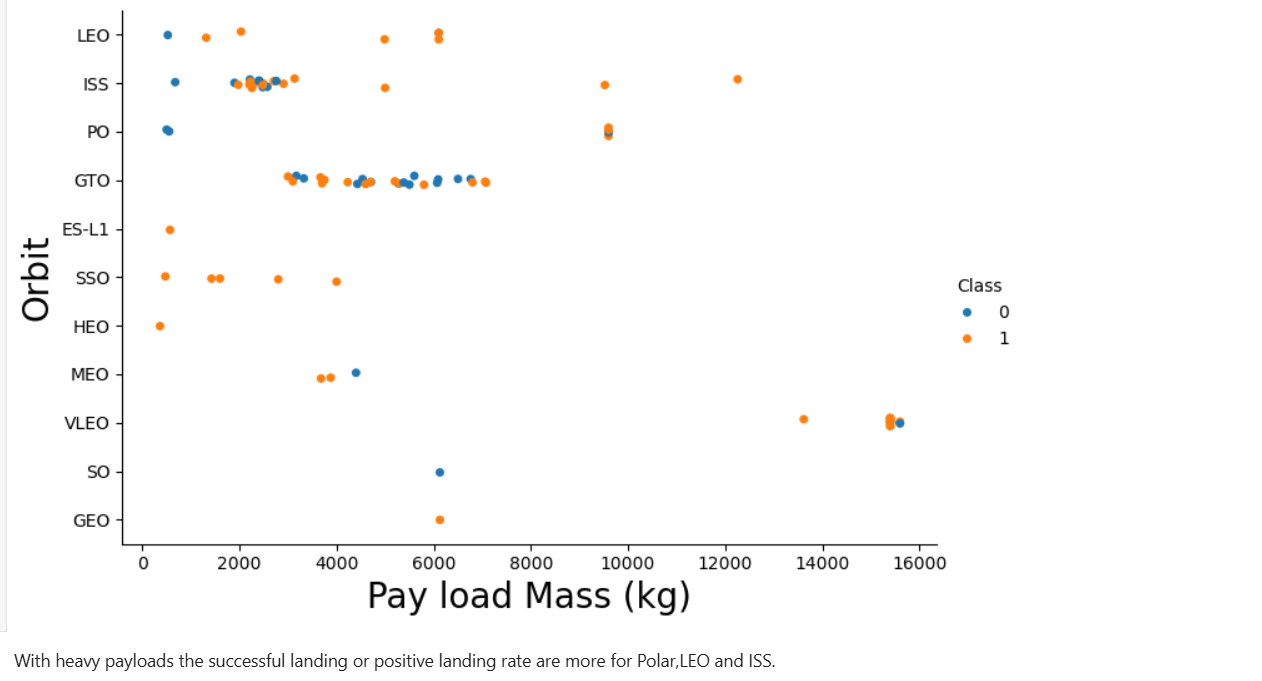 LEO
ISS
PO
GTO
ES-L1
SSO
HEO
MEO
VLEO
SO
GEO
Orbit
0 2000 4000 6000 8000 10000 12000 14000 16000
Pay load Mass (kg)
Class
0
1
With heavy payloads the successful landing or positive landing rate are more for Polar,LEO and ISS.